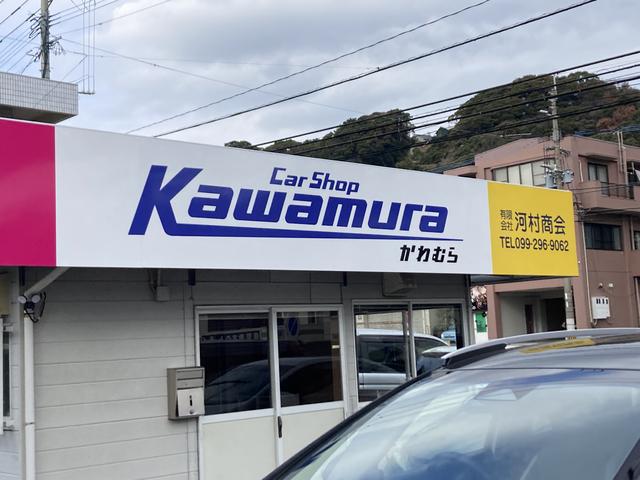 Car Shop
Kawamura
かわむら
有限
会社 河村商会
TEL099-296-9062